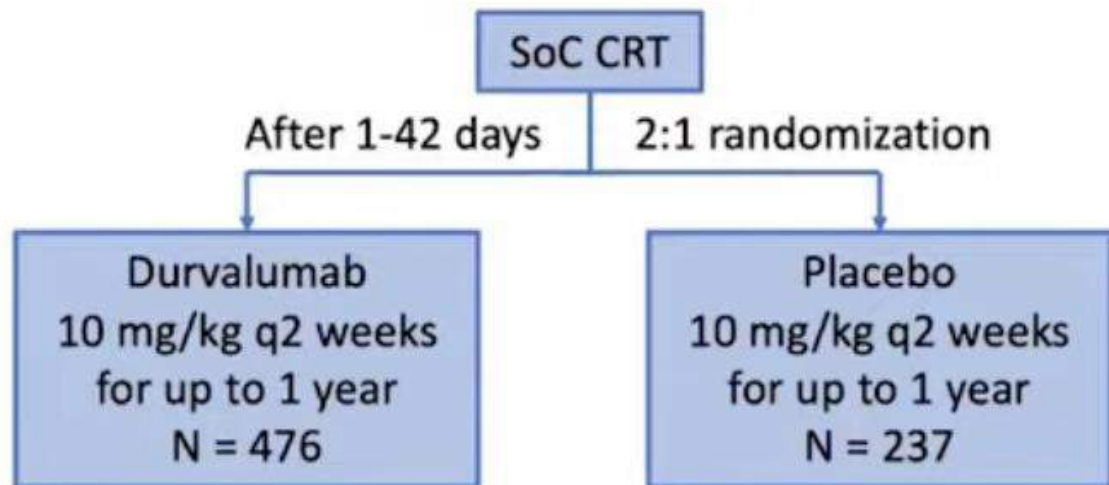 SoC CRT
After 1-42 days
2:1 randomization
Durvalumab
10 mg/kg q2 weeks
for up to 1 year
N = 476
Placebo
10 mg/kg q2 weeks
for up to 1 year
N = 237